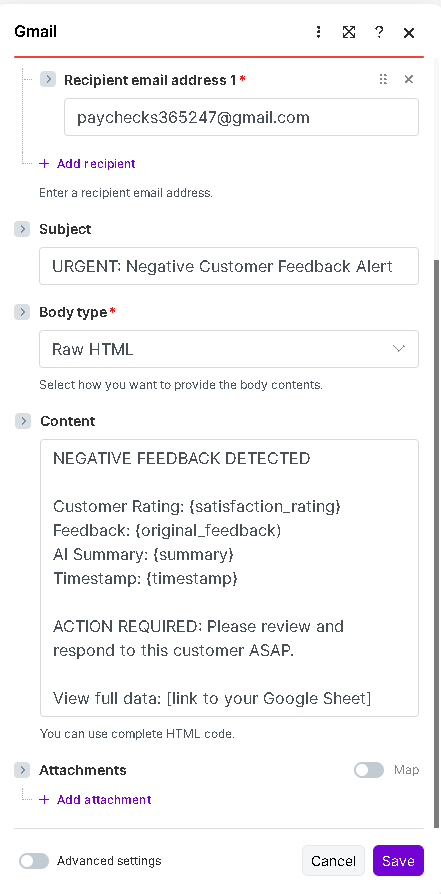 Gmail
Recipient email address 1 *
paychecks365247@gmail.com
+ Add recipient
Enter a recipient email address.
Subject
URGENT: Negative Customer Feedback Alert
Body type *
Raw HTML
Select how you want to provide the body contents.
Content
NEGATIVE FEEDBACK DETECTED
Customer Rating: {satisfaction_rating}
Feedback: {original_feedback)
AI Summary: {summary}
Timestamp: {timestamp}
ACTION REQUIRED: Please review and
respond to this customer ASAP.
View full data: [link to your Google Sheet]
You can use complete HTML code.
Attachments Map
+ Add attachment
Advanced settings Cancel Save